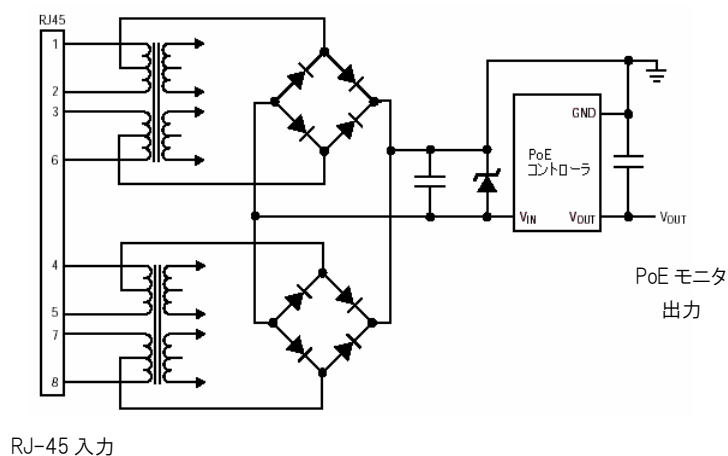 RJ45
1
2
3
6
4
5
7
8
GND
PoE
コントローラ
VIN
VOUT
VOUT
PoE モニタ
出力
RJ-45 入力